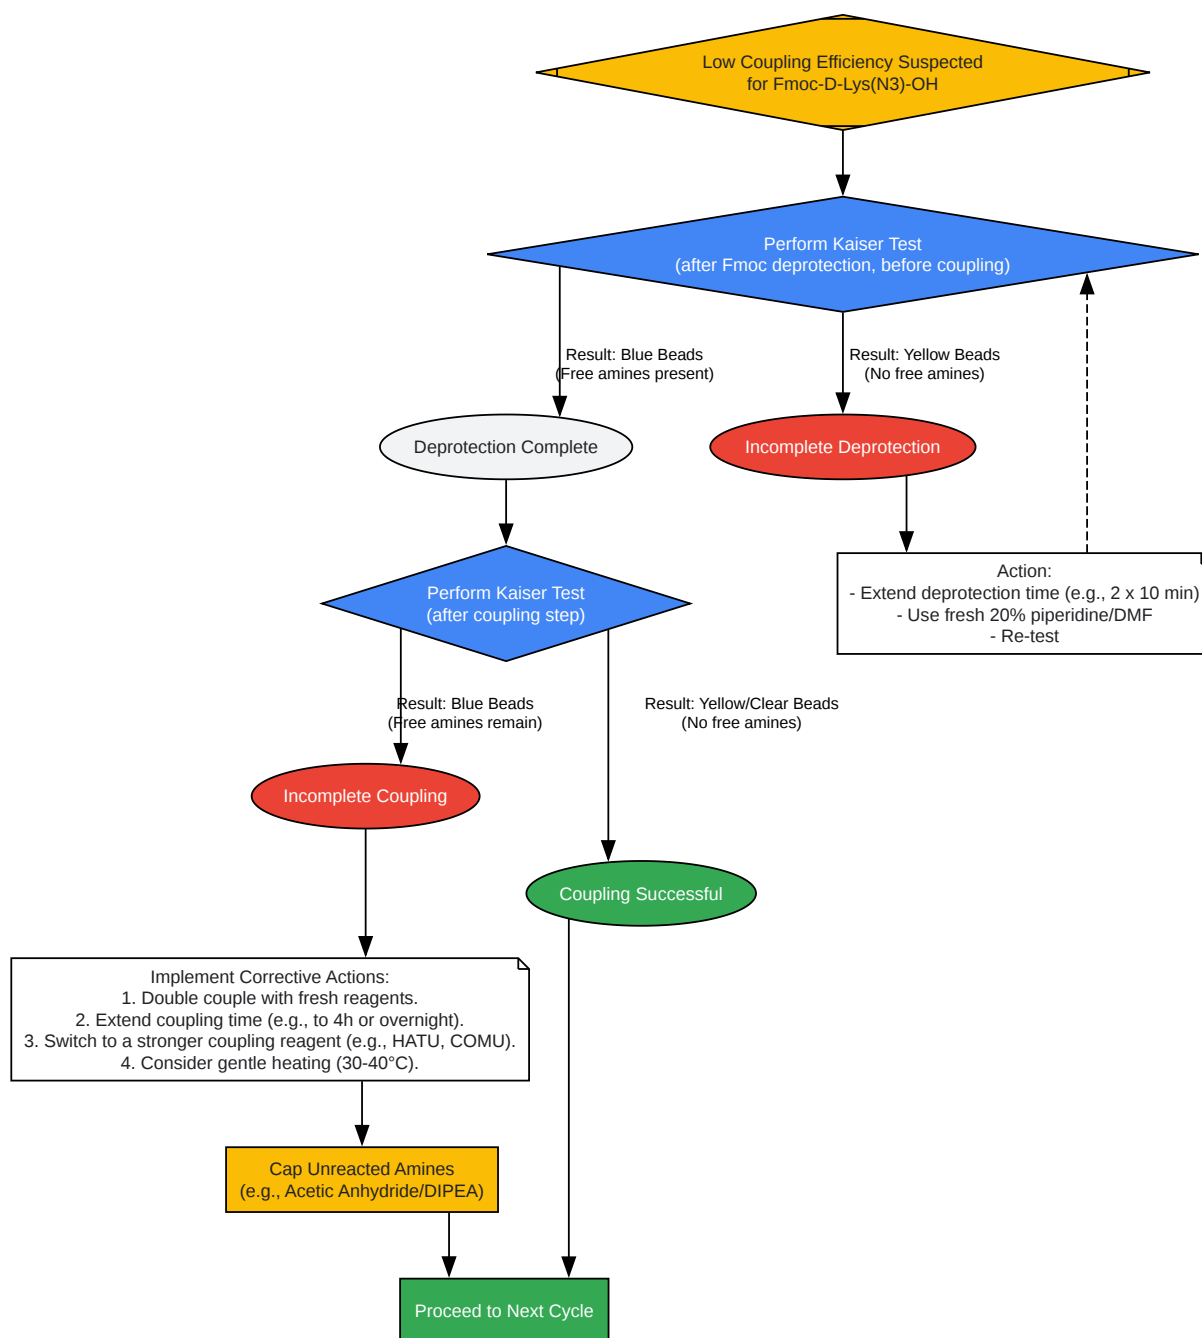 Low Coupling Efficiency Suspected
for Fmoc-D-Lys(N3)-OH
Perform Kaiser Test
(after Fmoc deprotection, before coupling)
Result: Blue Beads
(Free amines present)
Result: Yellow Beads
(No free amines)
Deprotection Complete
Incomplete Deprotection
Action:
- Extend deprotection time (e.g., 2 x 10 min)
- Use fresh 20% piperidine/DMF
- Re-test
Perform Kaiser Test
(after coupling step)
Result: Blue Beads
(Free amines remain)
Result: Yellow/Clear Beads
(No free amines)
Incomplete Coupling
Coupling Successful
Implement Corrective Actions:
1. Double couple with fresh reagents.
2. Extend coupling time (e.g., to 4h or overnight).
3. Switch to a stronger coupling reagent (e.g., HATU, COMU).
4. Consider gentle heating (30-40°C).
Cap Unreacted Amines
(e.g., Acetic Anhydride/DIPEA)
Proceed to Next Cycle